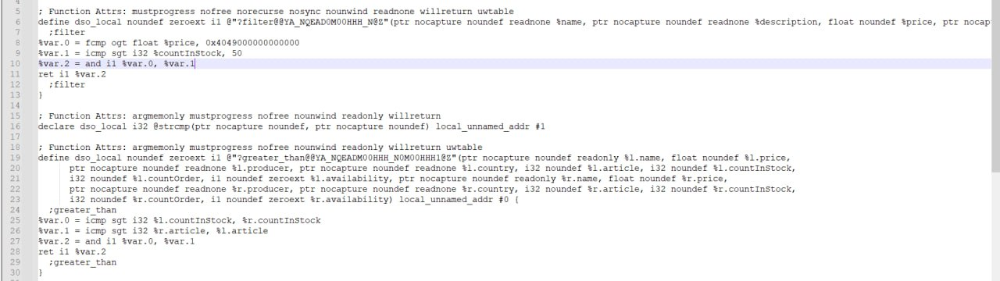 4
5 ; Function Attrs: mustprogress nofree norecurse nosync nounwind readnone willreturn uwtable
6 define dso_local noundef zeroext i1 @"?filter@@YA_NQEAD0M00HHH_N@Z"(ptr nocapture noundef readnone %name, ptr nocapture noundef readnone %description, float noundef %price, ptr nocap
7 ;filter
8 %var.0 = fcmp ogt float %price, 0x4049000000000000
9 %var.1 = icmp sgt i32 %countInStock, 50
10 %var.2 = and i1 %var.0, %var.1
11 ret i1 %var.2
12 ;filter
13 }
14
15 ; Function Attrs: argmemonly mustprogress nofree nounwind readonly willreturn
16 declare dso_local i32 @strcmp(ptr nocapture noundef, ptr nocapture noundef) local_unnamed_addr #1
17
18 ; Function Attrs: argmemonly mustprogress nofree nounwind readonly willreturn uwtable
19 define dso_local noundef zeroext i1 @"?greater_than@@YA_NQEADM00HHH_N0M00HHH1@Z"(ptr nocapture noundef readonly %l.name, float noundef %l.price,
20 ptr nocapture noundef readnone %l.producer, ptr nocapture noundef readnone %l.country, i32 noundef %l.article, i32 noundef %l.countInStock,
21 i32 noundef %l.countOrder, i1 noundef zeroext %l.availability, ptr nocapture noundef readonly %r.name, float noundef %r.price,
22 ptr nocapture noundef readnone %r.producer, ptr nocapture noundef readnone %r.country, i32 noundef %r.article, i32 noundef %r.countInStock,
23 i32 noundef %r.countOrder, i1 noundef zeroext %r.availability) local_unnamed_addr #0 {
24 ;greater_than
25 %var.0 = icmp sgt i32 %l.countInStock, %r.countInStock
26 %var.1 = icmp sgt i32 %r.article, %l.article
27 %var.2 = and i1 %var.0, %var.1
28 ret i1 %var.2
29 ;greater_than
30 }